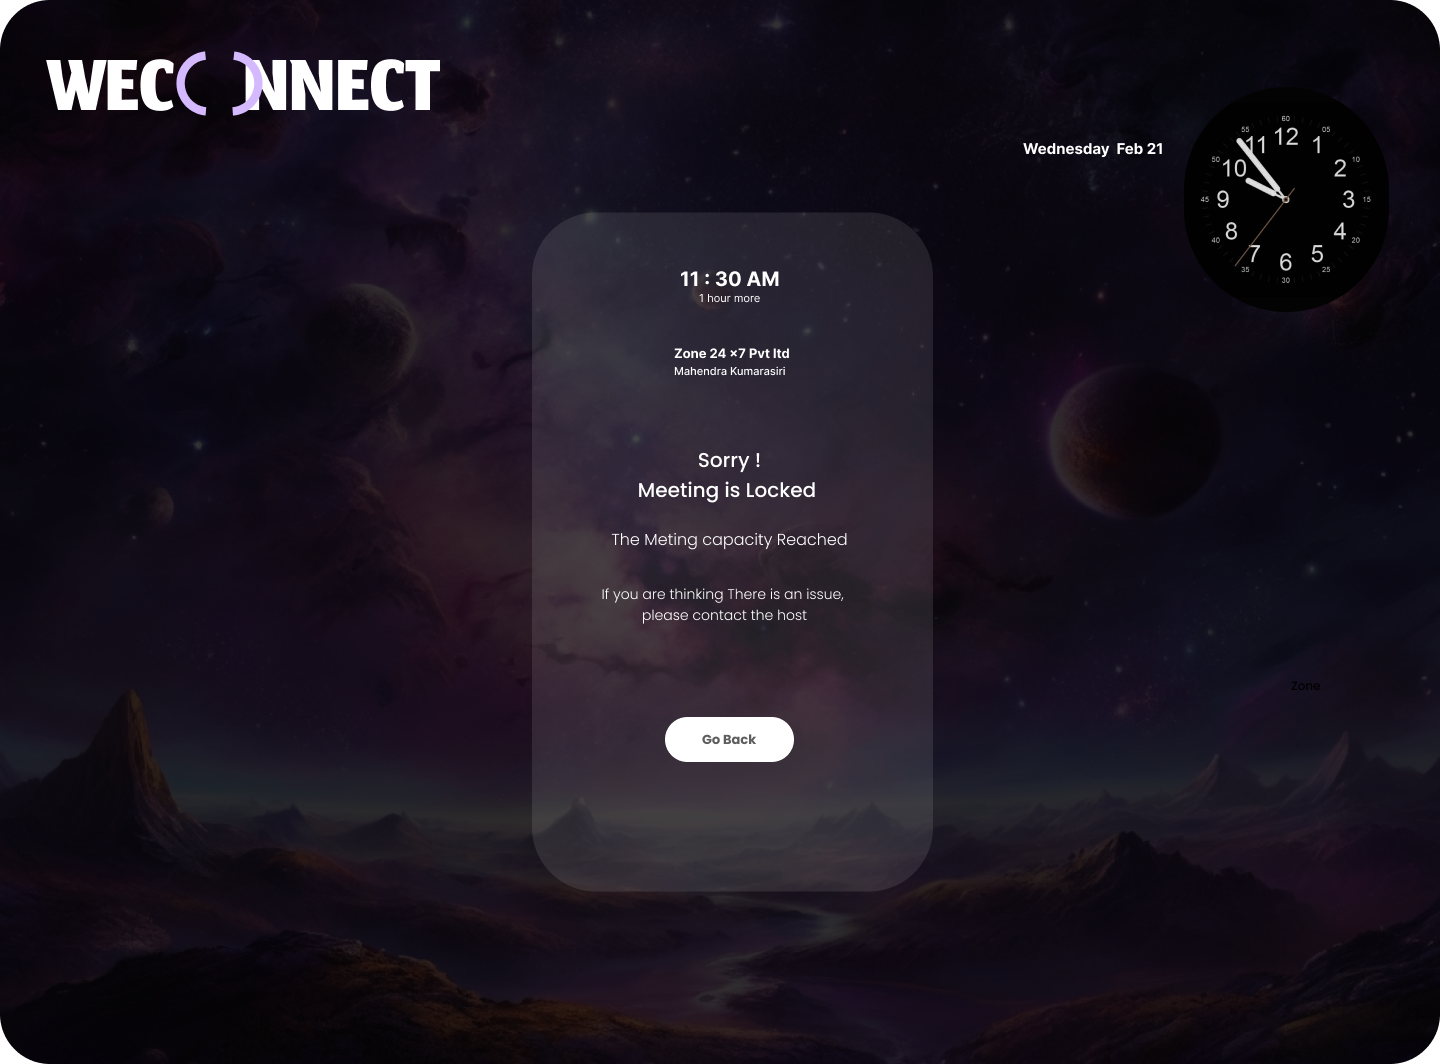 WECONNECT
Wednesday Feb 21
60
55 05
11 12 1
50 10 2 10
45 9 3 15
40 8 4 20
7 6 5
35 25
30
11 : 30 AM
1 hour more
Zone 24 ×7 Pvt ltd
Mahendra Kumarasiri
Sorry !
Meeting is Locked
The Meting capacity Reached
If you are thinking There is an issue,
please contact the host
Zone
Go Back